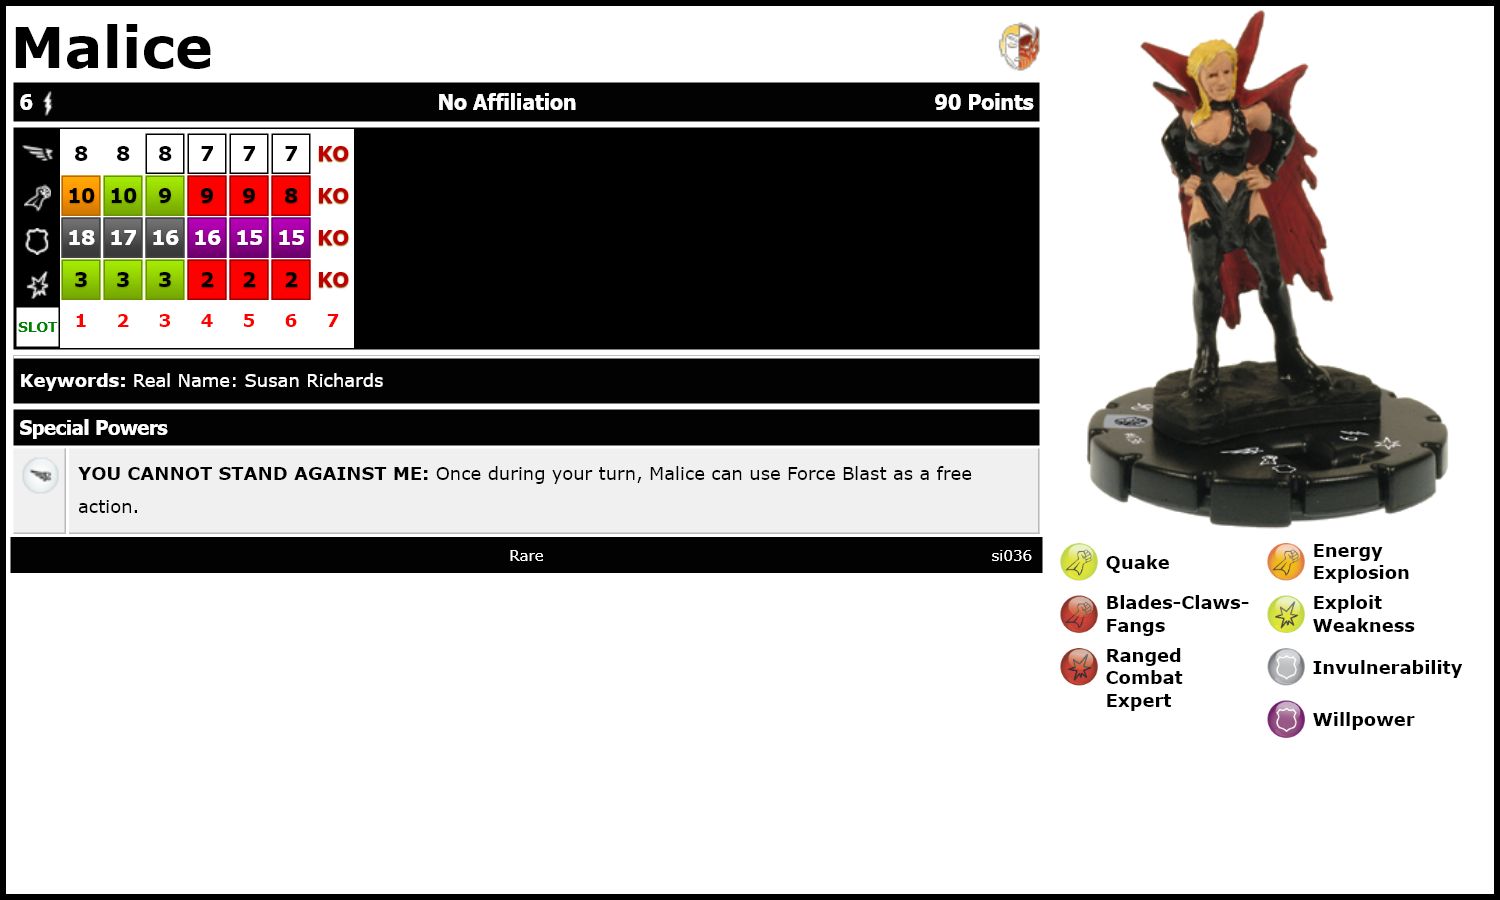 Malice
6 No Affiliation 90 Points
8 8 8 7 7 7 KO
10 10 9 9 9 8 KO
18 17 16 16 15 15 KO
3 3 3 2 2 2 KO
SLOT 1 2 3 4 5 6 7
Keywords: Real Name: Susan Richards
Special Powers
YOU CANNOT STAND AGAINST ME: Once during your turn, Malice can use Force Blast as a free
action.
Rare si036
6
Quake
Energy
Explosion
Blades-Claws-
Fangs
Exploit
Weakness
Ranged
Combat
Expert
Invulnerability
Willpower